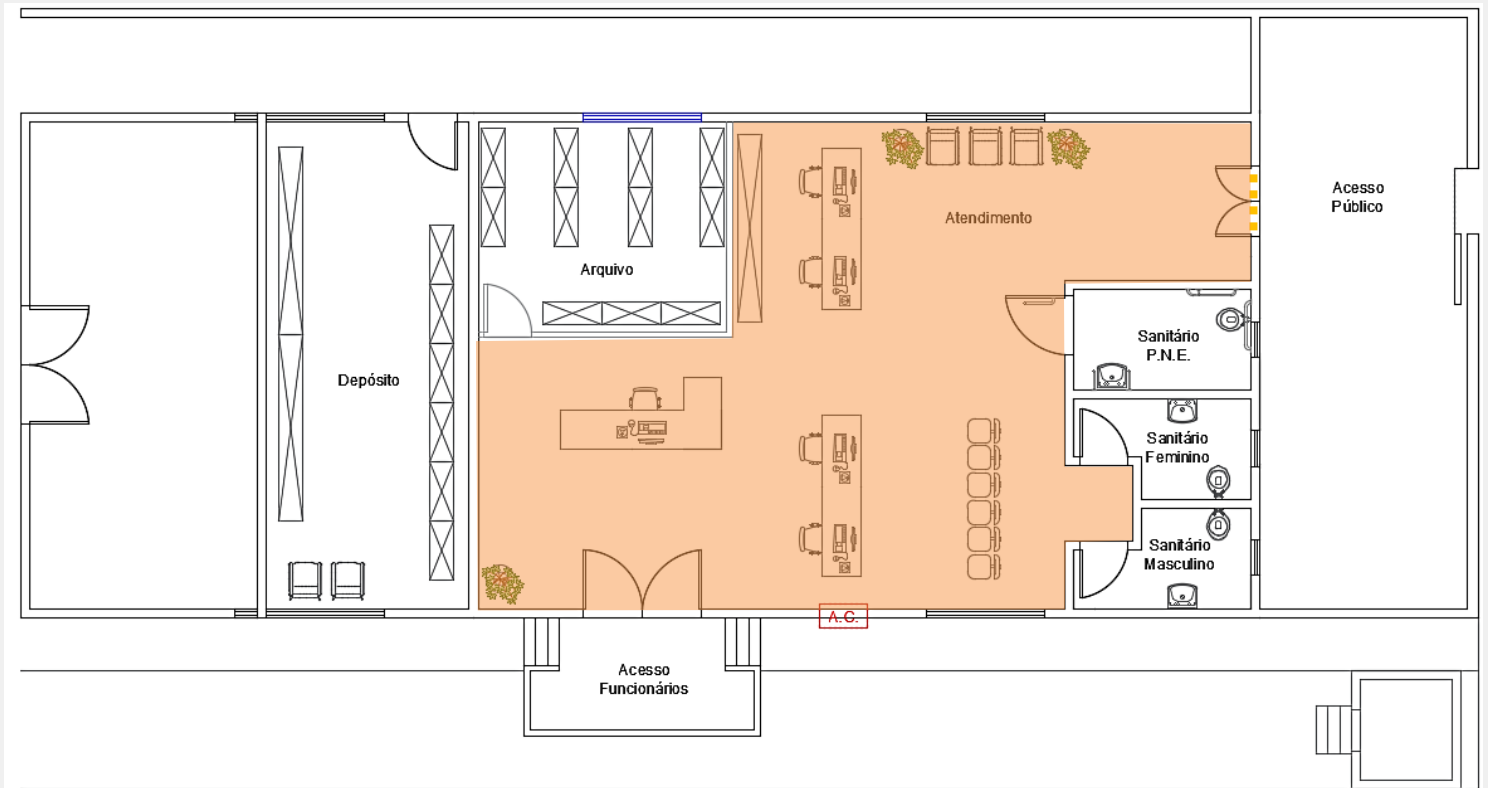 Acesso
Público
Atendimento
Arquivo
Sanitário
P.N.E.
Depósito
Sanitário
Feminino
Sanitário
Masculino
A.C.
Acesso
Funcionários